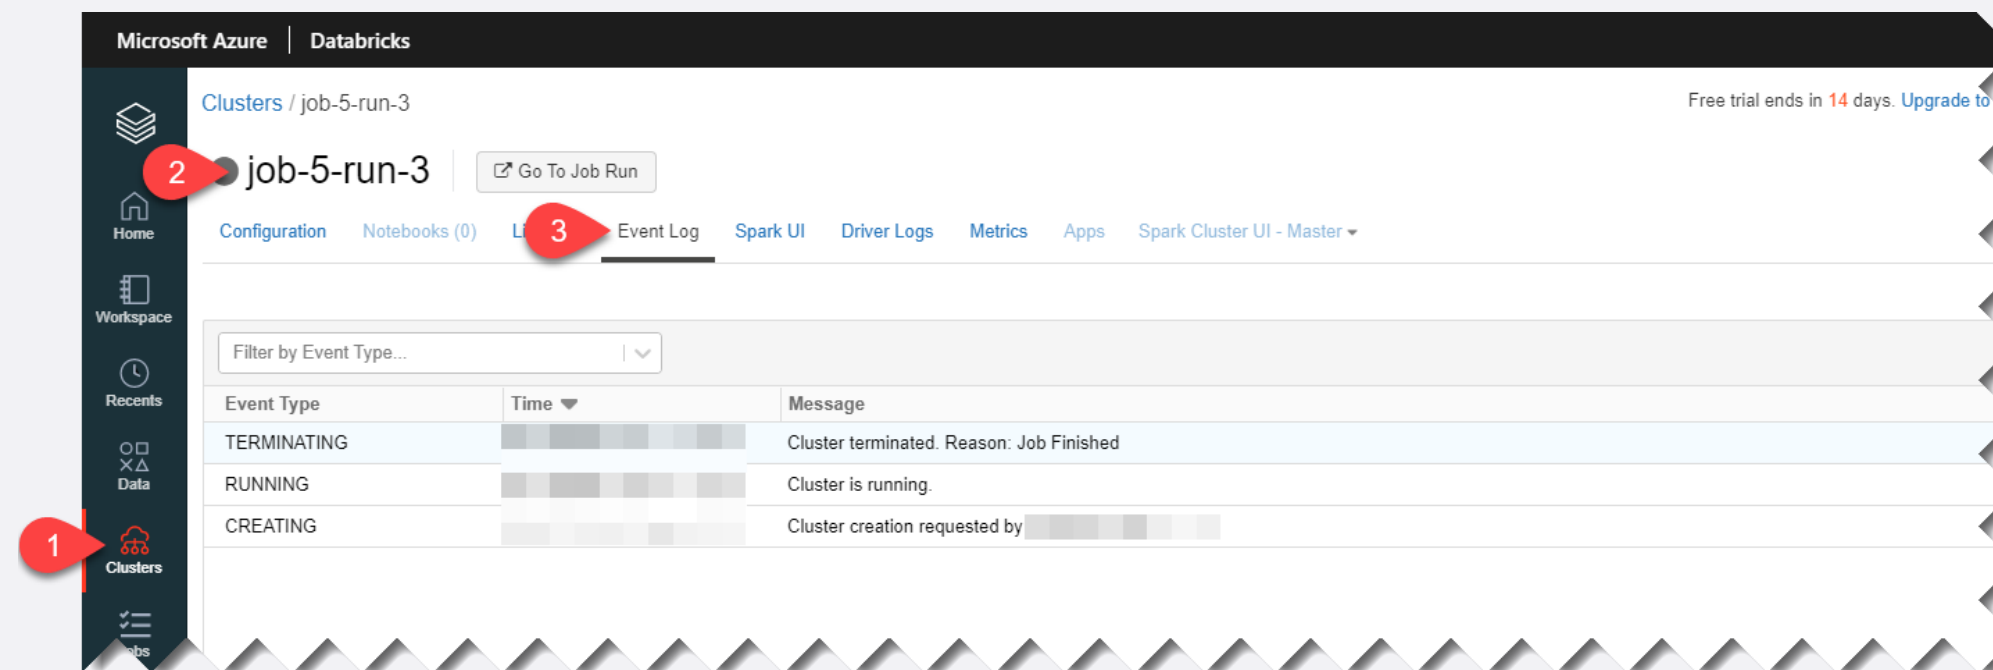 Microsoft Azure Databricks
Clusters / job-5-run-3
Free trial ends in 14 days. Upgrade to
2 job-5-run-3 Go To Job Run
Home
Configuration Notebooks (0) Li 3 Event Log Spark UI Driver Logs Metrics Apps Spark Cluster UI - Master
Workspace
Filter by Event Type...
Recents
Event Type Time Message
TERMINATING Cluster terminated. Reason: Job Finished
Data
RUNNING Cluster is running.
CREATING Cluster creation requested by
1
Clusters